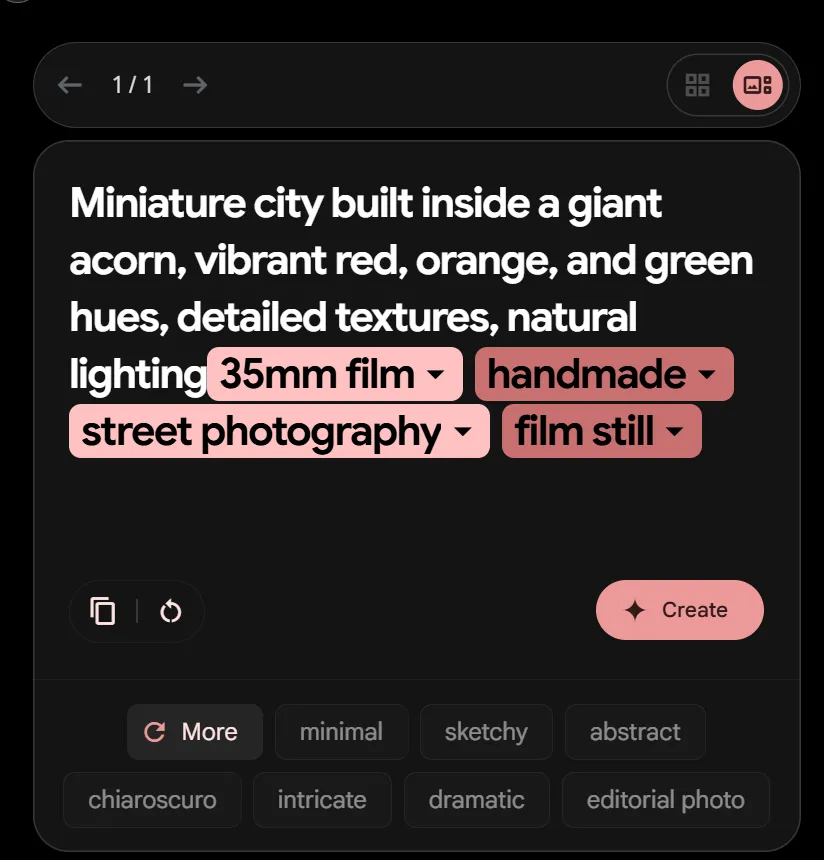 1 / 1
Miniature city built inside a giant
acorn, vibrant red, orange, and green
hues, detailed textures, natural
lighting 35mm film handmade
street photography film still
Create
More minimal sketchy abstract
chiaroscuro intricate dramatic editorial photo